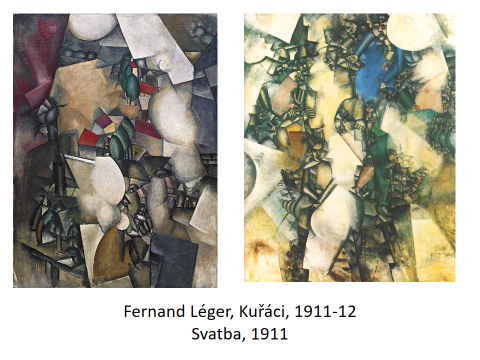 Fernand Léger, Kuřáci, 1911-12
Svatba, 1911